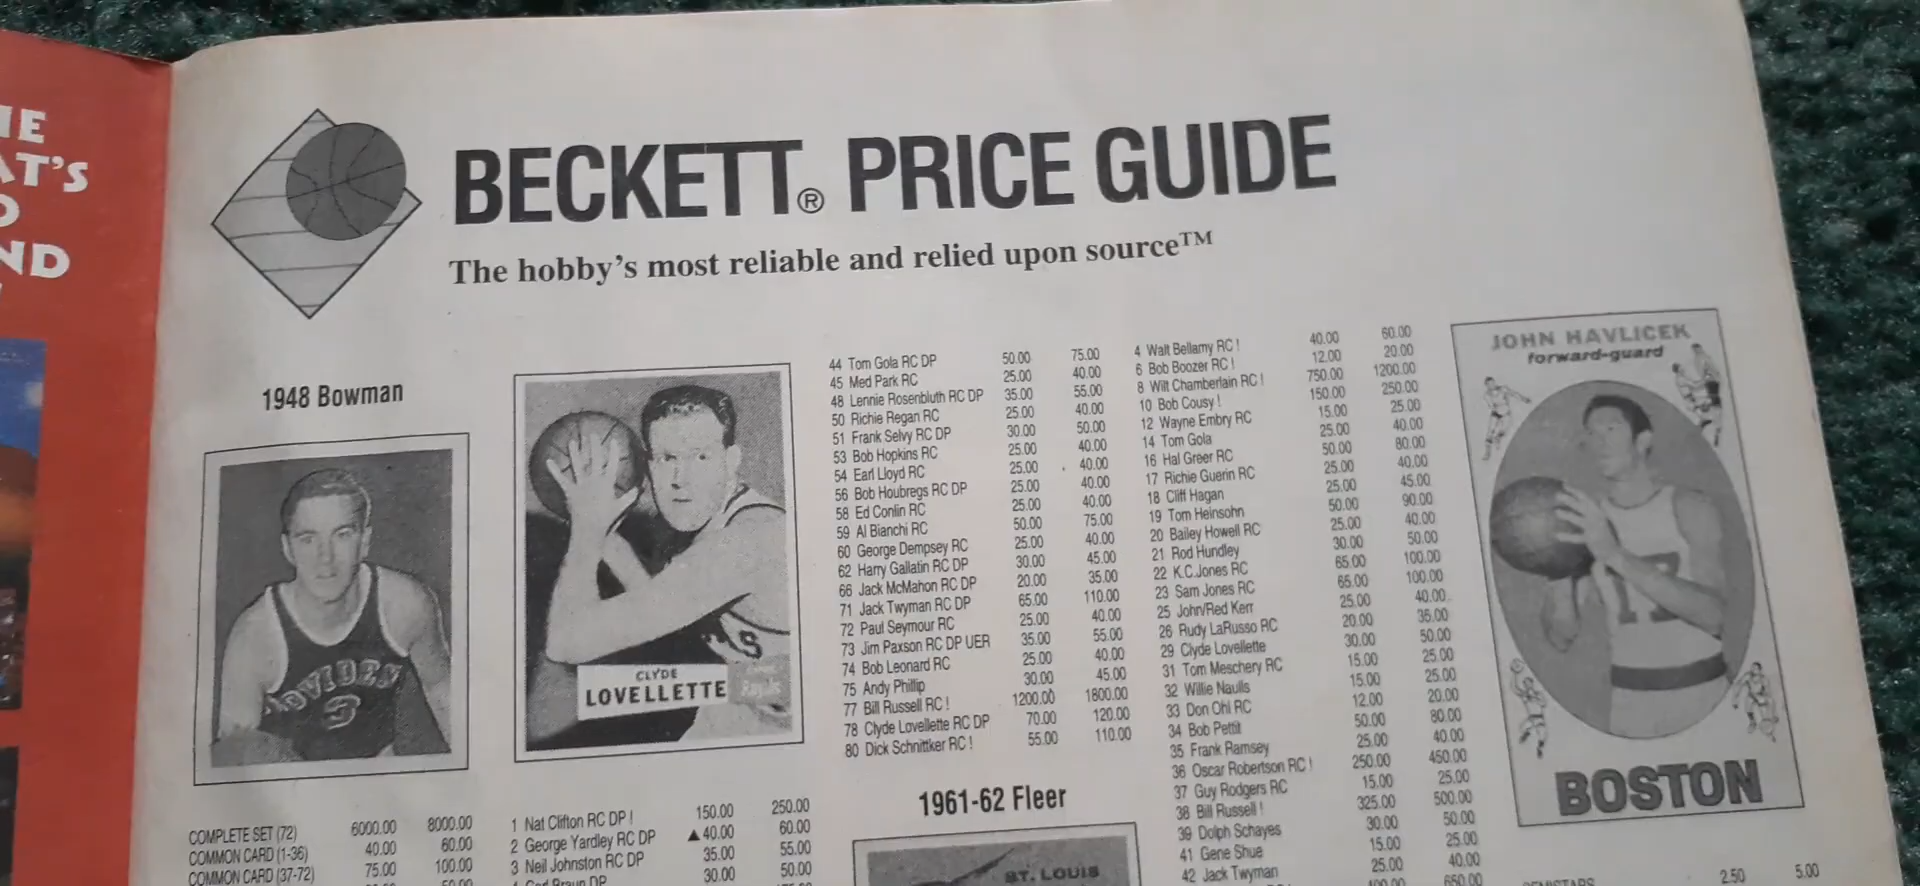 IE
AT'S
ND
BECKETT® PRICE GUIDE
The hobby's most reliable and relied upon source™
1948 Bowman
PROVIDEN
3
COMPLETE SET (72) 6000.00 8000.00
COMMON CARD (1-36) 40.00 60.00
COMMON CARD (37-72) 75.00 100.00
CLYDE
LOVELLETTE
1 Nat Clifton RC DP ! 150.00 250.00
2 George Yardley RC DP ▲40.00 60.00
3 Neil Johnston RC DP 35.00 55.00
4 Carl Braun DP 30.00 50.00
44 Tom Gola RC DP 50.00 75.00
45 Med Park RC 25.00 40.00
48 Lennie Rosenbluth RC DP 35.00 55.00
50 Richie Regan RC 25.00 40.00
51 Frank Selvy RC DP 30.00 50.00
53 Bob Hopkins RC 25.00 40.00
54 Earl Lloyd RC 25.00 40.00
56 Bob Houbregs RC DP 25.00 40.00
58 Ed Conlin RC 25.00 40.00
59 Al Bianchi RC 50.00 75.00
60 George Dempsey RC 25.00 40.00
62 Harry Gallatin RC DP 30.00 45.00
66 Jack McMahon RC DP 20.00 35.00
71 Jack Twyman RC DP 65.00 110.00
72 Paul Seymour RC 25.00 40.00
73 Jim Paxson RC DP UER 35.00 55.00
74 Bob Leonard RC 25.00 40.00
75 Andy Phillip 30.00 45.00
77 Bill Russell RC ! 1200.00 1800.00
78 Clyde Lovellette RC DP 70.00 120.00
80 Dick Schnittker RC ! 55.00 110.00
1961-62 Fleer
ST. LOUIS
4 Walt Bellamy RC ! 40.00 60.00
6 Bob Boozer RC ! 12.00 20.00
8 Wilt Chamberlain RC ! 750.00 1200.00
10 Bob Cousy ! 150.00 250.00
12 Wayne Embry RC 15.00 25.00
14 Tom Gola 25.00 40.00
16 Hal Greer RC 50.00 80.00
17 Richie Guerin RC 25.00 40.00
18 Cliff Hagan 25.00 45.00
19 Tom Heinsohn 50.00 90.00
20 Bailey Howell RC 25.00 40.00
21 Rod Hundley 30.00 50.00
22 K.C.Jones RC 65.00 100.00
23 Sam Jones RC 65.00 100.00
25 John/Red Kerr 25.00 40.00
26 Rudy LaRusso RC 20.00 35.00
29 Clyde Lovellette 30.00 50.00
31 Tom Meschery RC 15.00 25.00
32 Willie Naulls 15.00 25.00
33 Don Ohl RC 12.00 20.00
34 Bob Pettit 50.00 80.00
35 Frank Ramsey 25.00 40.00
36 Oscar Robertson RC ! 250.00 450.00
37 Guy Rodgers RC 15.00 25.00
38 Bill Russell ! 325.00 500.00
39 Dolph Schayes 30.00 50.00
41 Gene Shue 15.00 25.00
42 Jack Twyman 25.00 40.00
650.00
JOHN HAVLICEK
forward-guard
17
BOSTON
2.50 5.00